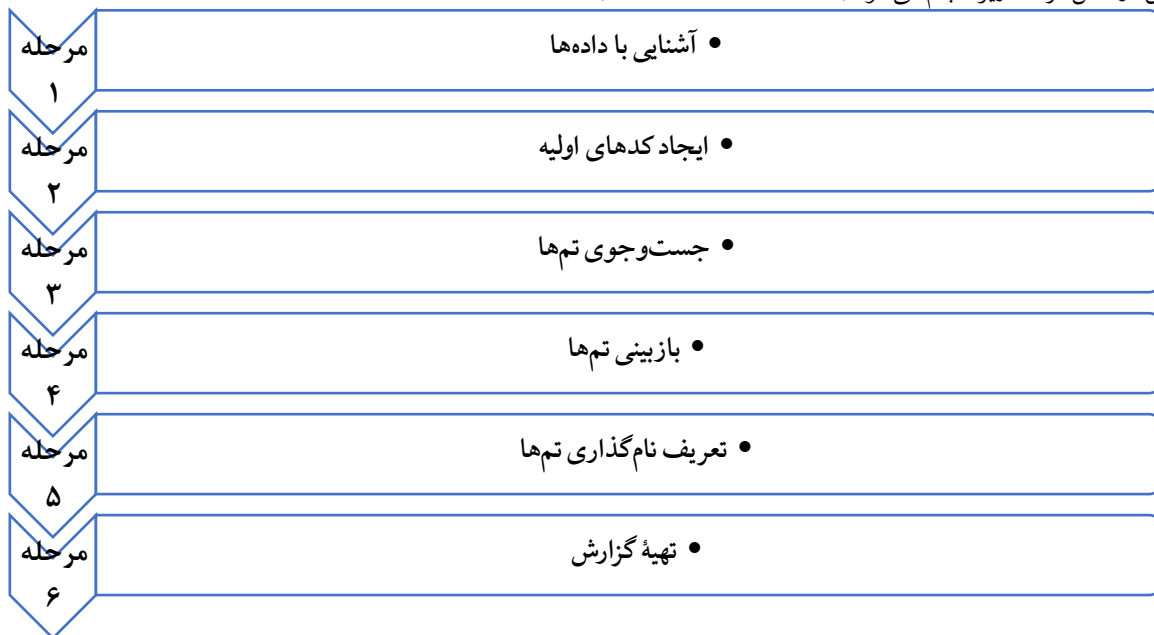 مرحله ۱
• آشنایی با داده‌ها
مرحله ۲
• ایجاد کدهای اولیه
مرحله ۳
• جست‌وجوی تم‌ها
مرحله ۴
• بازبینی تم‌ها
مرحله ۵
• تعریف نام‌گذاری تم‌ها
مرحله ۶
• تهیهٔ گزارش